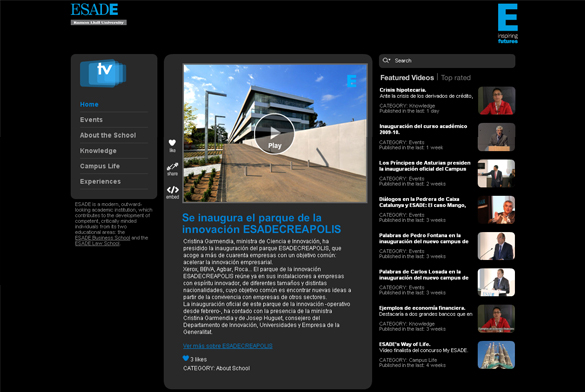 ESADE
Business School University
E
inspiring
futures
Search
tv
Featured Videos | Top rated
Home
Events
About the School
Knowledge
Campus Life
Experiences
ESADE is a modern, outward-
looking academic institution, which
contributes to the development of
competent, critically minded
individuals from its two
educational areas: the
ESADE Business School and the
ESADE Law School.
like
share
embed
Play
Se inaugura el parque de la
innovación ESADECREAPOLIS
Cristina Garmendia, ministra de Ciencia e Innovación, ha
presidido la inauguración del parque ESADECREAPOLIS, que
acoge a más de cuarenta empresas con un objetivo común:
acelerar la innovación empresarial.
Xerox, BBVA, Agbar, Roca... El parque de la innovación
ESADECREAPOLIS reúne ya en sus instalaciones a empresas
con espíritu innovador, de diferentes tamaños y distintas
nacionalidades, cuyo objetivo común es encontrar nuevas ideas a
partir de la convivencia con empresas de otros sectores.
La inauguración oficial de este parque de la innovación -operativo
desde febrero-, ha contado con la presencia de la ministra
Cristina Garmendia y de Josep Huguet, consejero del
Departamento de Innovación, Universidades y Empresa de la
Generalitat.
Ver mas sobre ESADECREAPOLIS
3 likes
CATEGORY: About School
Crisis hipotecaria.
Ante la crisis de los derivados de crédito,
CATEGORY: Knowledge
Published in the last: 1 day
Inauguración del curso académico
2009-10.
CATEGORY: Events
Published in the last: 1 week
Los Príncipes de Asturias presiden
la inauguración oficial del Campus
CATEGORY: Events
Published in the last: 2 weeks
Diálogos en la Pedrera de Caixa
Catalunya y ESADE: El caso Mango,
CATEGORY: Events
Published in the last: 3 weeks
Palabras de Pedro Fontana en la
inauguración del nuevo campus de
CATEGORY: Events
Published in the last: 3 weeks
Palabras de Carlos Losada en la
inauguración del nuevo campus de
CATEGORY: Events
Published in the last: 3 weeks
Ejemplos de economía financiera.
Destacaría a dos grandes bancos que en
CATEGORY: Knowledge
Published in the last: 3 weeks
ESADE's Way of Life.
Vídeo finalista del concurso My ESADE.
CATEGORY: Campus Life
Published in the last: 4 weeks